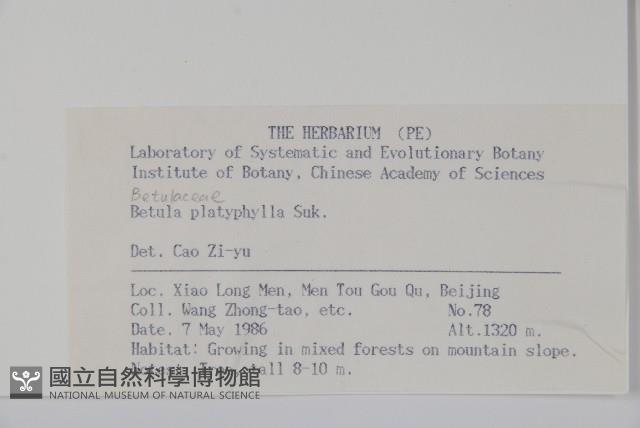 THE HERBARIUM (PE)
Laboratory of Systematic and Evolutionary Botany
Institute of Botany, Chinese Academy of Sciences
Betulaceae
Betula platyphylla Suk.
Det. Cao Zi-yu
Loc. Xiao Long Men, Men Tou Gou Qu, Beijing
Coll. Wang Zhong-tao, etc. No.78
Date. 7 May 1986 Alt.1320 m.
Habitat: Growing in mixed forests on mountain slope.
Notes: Tree, tall 8-10 m.
國立自然科學博物館
NATIONAL MUSEUM OF NATURAL SCIENCE